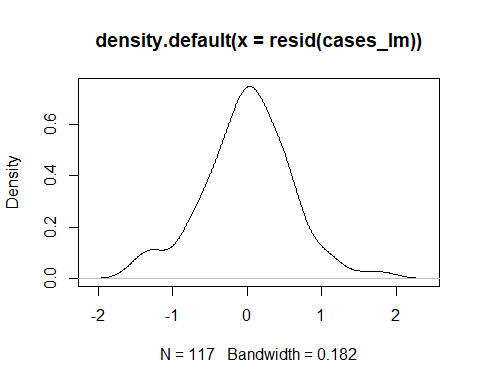 density.default(x = resid(cases_lm))
Density
0.6
0.4
0.2
0.0
-2 -1 0 1 2
N = 117 Bandwidth = 0.182